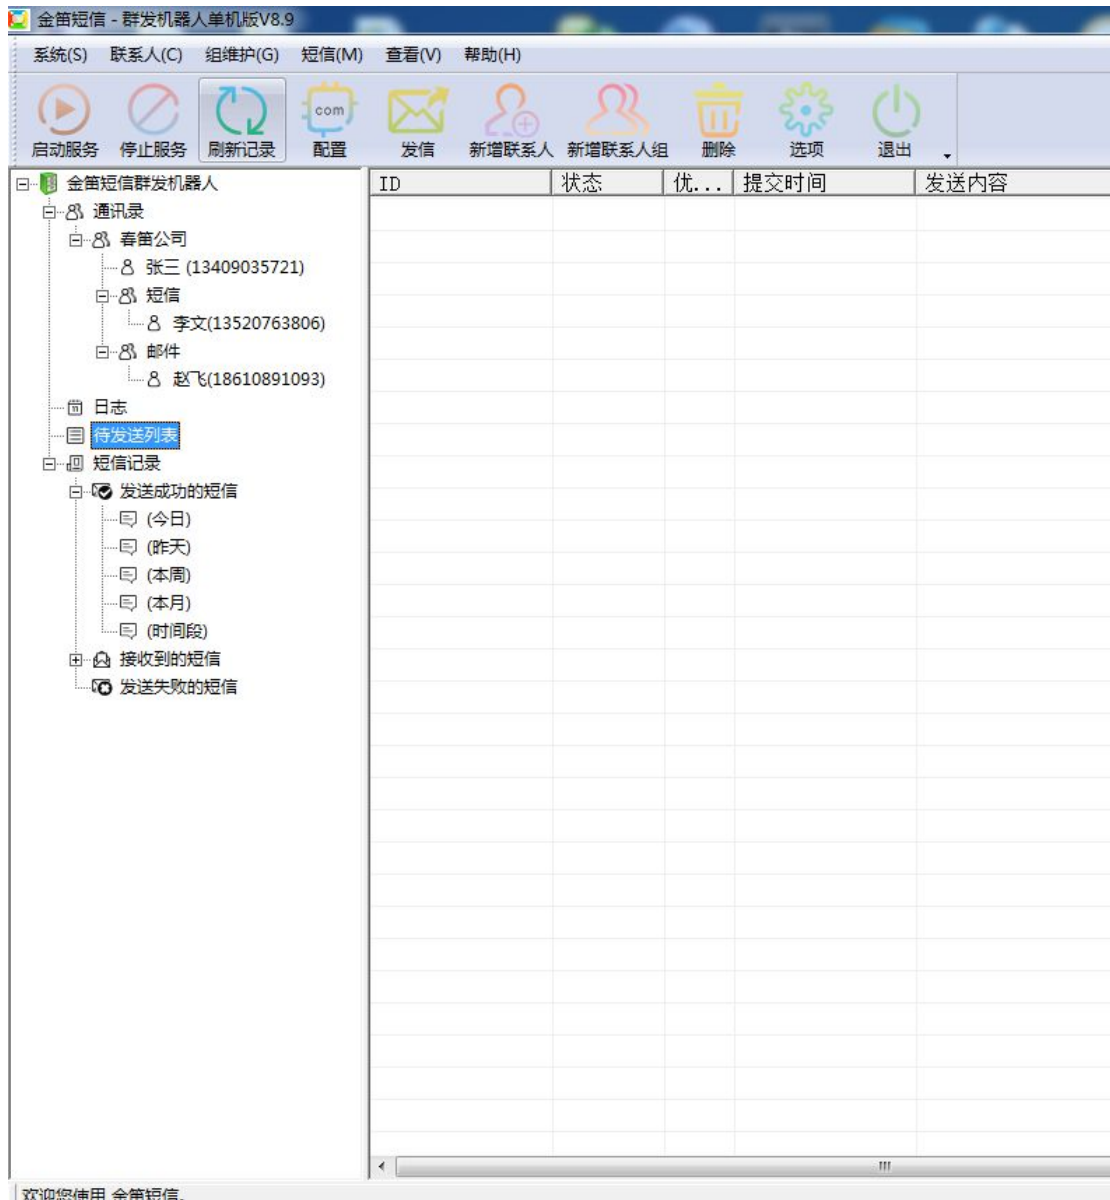 金笛短信 - 群发机器人单机版V8.9
系统(S) 联系人(C) 组维护(G) 短信(M) 查看(V) 帮助(H)
com
启动服务 停止服务 刷新记录 配置 发信 新增联系人 新增联系人组 删除 选项 退出
金笛短信群发机器人
ID 状态 优... 提交时间 发送内容
通讯录
春笛公司
张三 (13409035721)
短信
李文(13520763806)
邮件
赵飞(18610891093)
日志
待发送列表
短信记录
发送成功的短信
(今日)
(昨天)
(本周)
(本月)
(时间段)
接收到的短信
发送失败的短信
欢迎您使用 金笛短信。